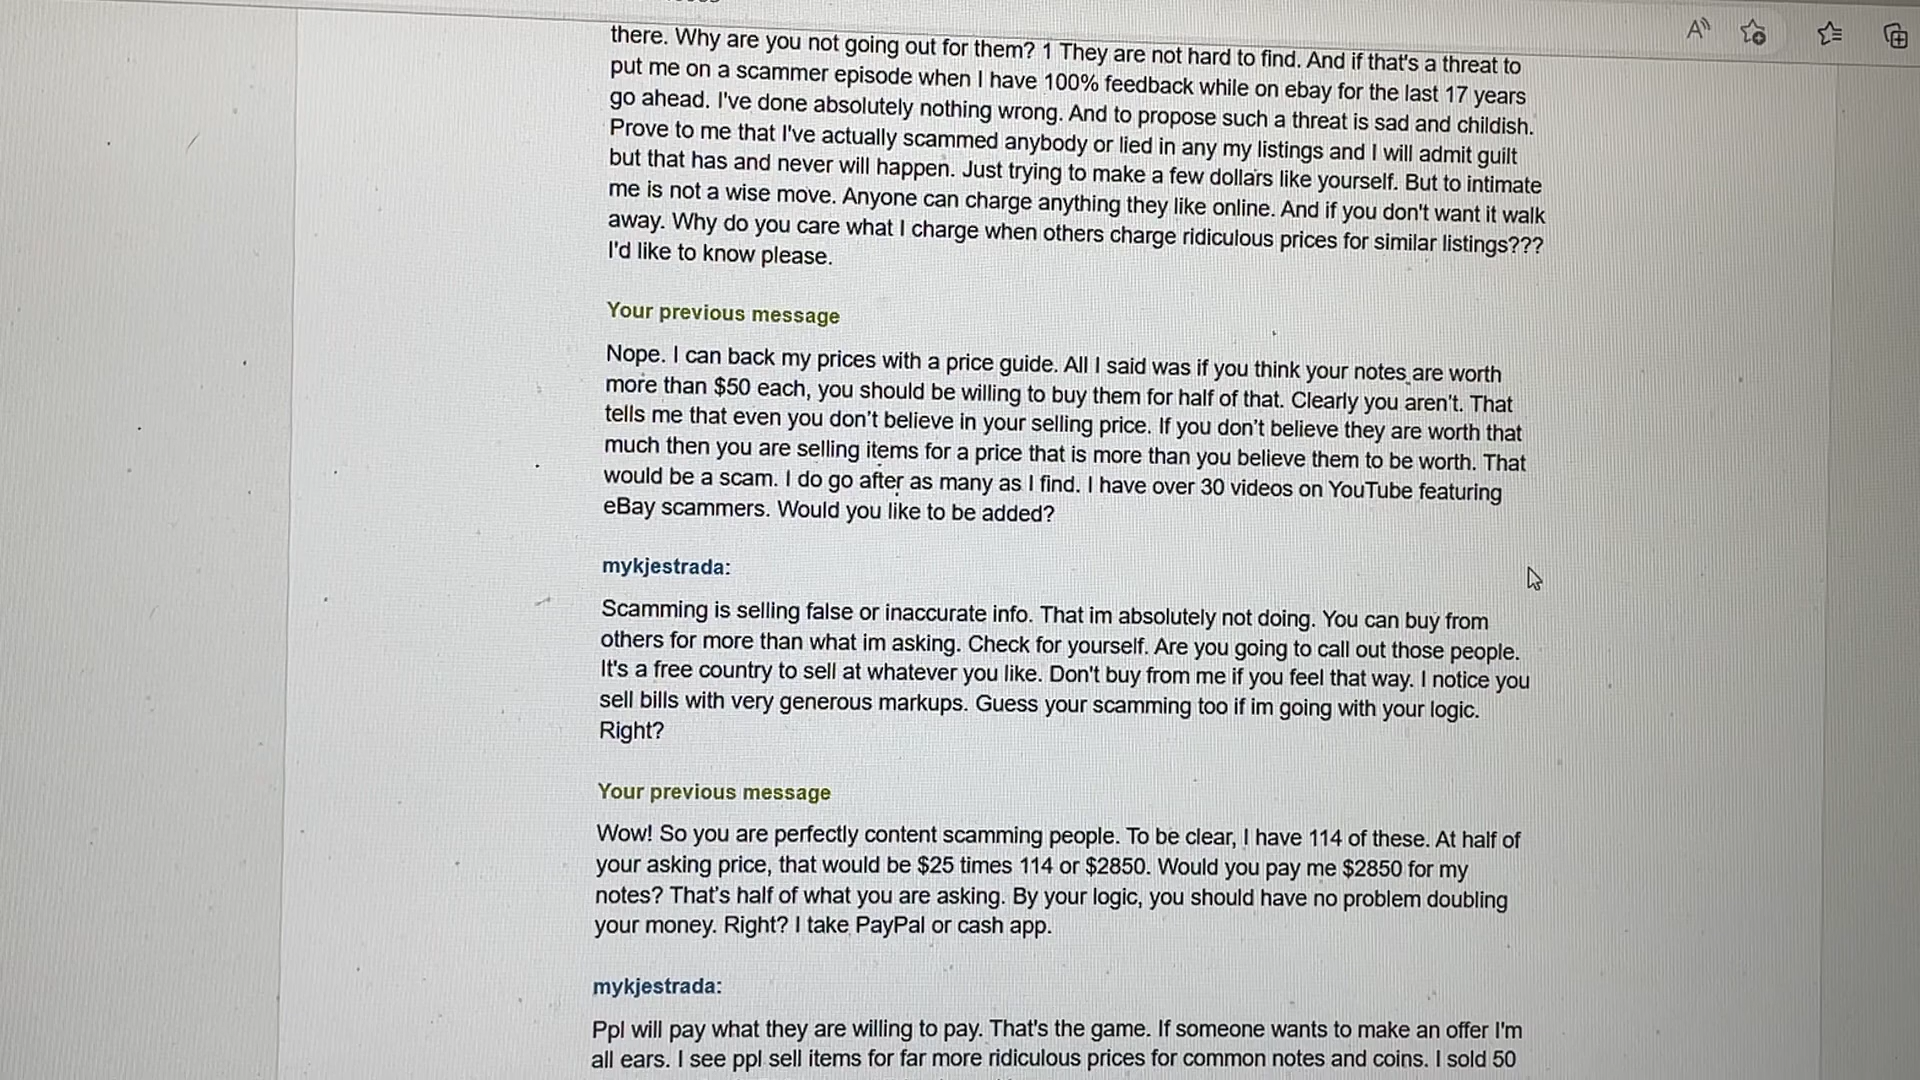 there. Why are you not going out for them? 1 They are not hard to find. And if that's a threat to
put me on a scammer episode when I have 100% feedback while on ebay for the last 17 years
go ahead. I've done absolutely nothing wrong. And to propose such a threat is sad and childish.
Prove to me that I've actually scammed anybody or lied in any my listings and I will admit guilt
but that has and never will happen. Just trying to make a few dollars like yourself. But to intimate
me is not a wise move. Anyone can charge anything they like online. And if you don't want it walk
away. Why do you care what I charge when others charge ridiculous prices for similar listings???
I'd like to know please.
Your previous message
Nope. I can back my prices with a price guide. All I said was if you think your notes are worth
more than $50 each, you should be willing to buy them for half of that. Clearly you aren't. That
tells me that even you don't believe in your selling price. If you don't believe they are worth that
much then you are selling items for a price that is more than you believe them to be worth. That
would be a scam. I do go after as many as I find. I have over 30 videos on YouTube featuring
eBay scammers. Would you like to be added?
mykjestrada:
Scamming is selling false or inaccurate info. That im absolutely not doing. You can buy from
others for more than what im asking. Check for yourself. Are you going to call out those people.
It's a free country to sell at whatever you like. Don't buy from me if you feel that way. I notice you
sell bills with very generous markups. Guess your scamming too if im going with your logic.
Right?
Your previous message
Wow! So you are perfectly content scamming people. To be clear, I have 114 of these. At half of
your asking price, that would be $25 times 114 or $2850. Would you pay me $2850 for my
notes? That's half of what you are asking. By your logic, you should have no problem doubling
your money. Right? I take PayPal or cash app.
mykjestrada:
Ppl will pay what they are willing to pay. That's the game. If someone wants to make an offer I'm
all ears. I see ppl sell items for far more ridiculous prices for common notes and coins. I sold 50